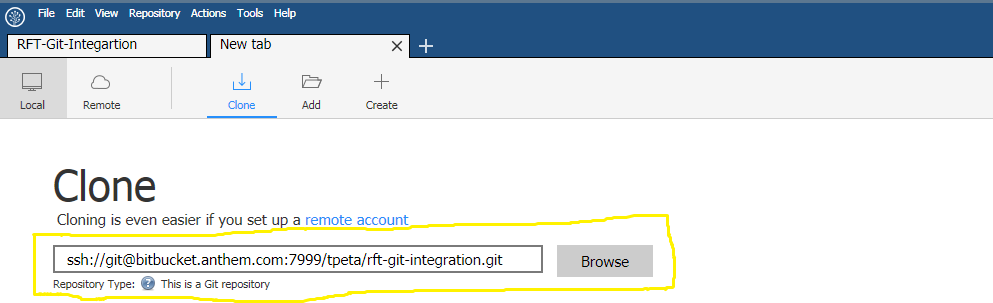 File Edit View Repository Actions Tools Help
RFT-Git-Integartion New tab
Local Remote Clone Add Create
Clone
Cloning is even easier if you set up a remote account
ssh://git@bitbucket.anthem.com:7999/tpeta/rft-git-integration.git Browse
Repository Type: ? This is a Git repository